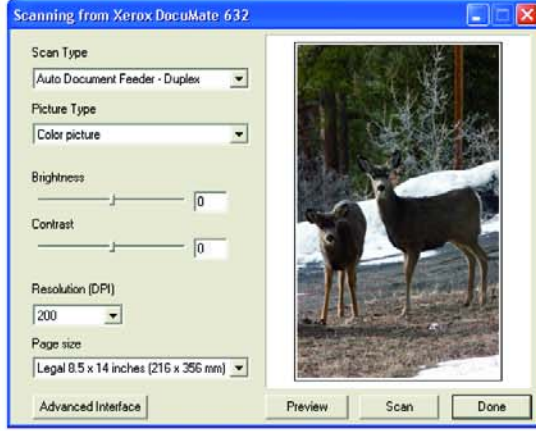 Scanning from Xerox DocuMate 632
Scan Type
Auto Document Feeder - Duplex
Picture Type
Color picture
Brightness
0
Contrast
0
Resolution (DPI)
200
Page size
Legal 8.5 x 14 inches (216 x 356 mm)
Advanced Interface
Preview
Scan
Done